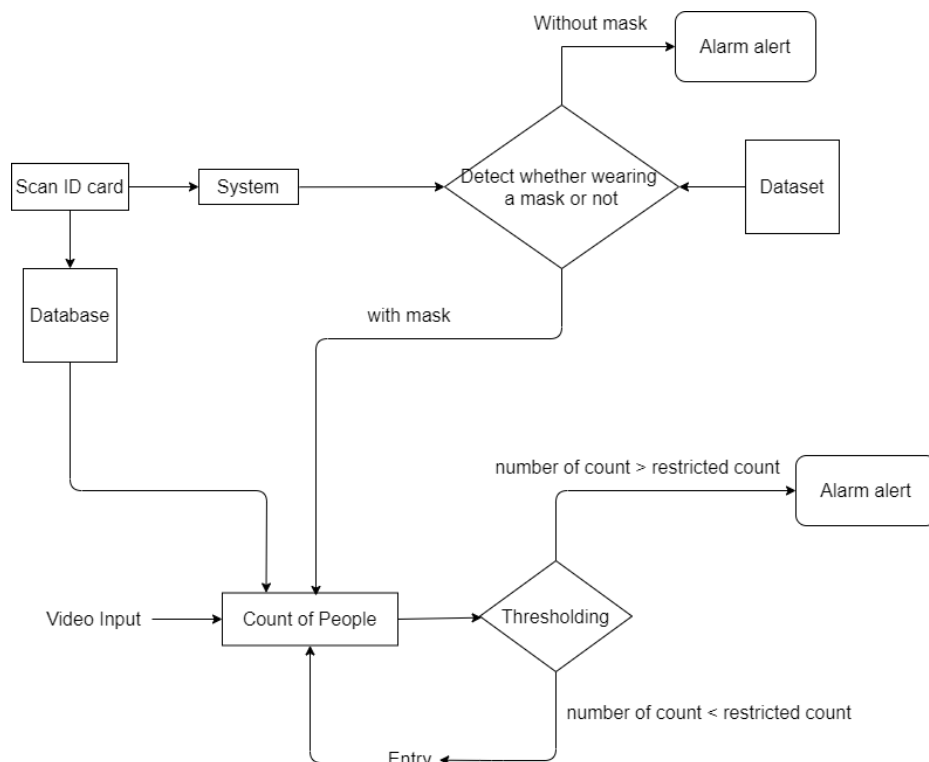 Without mask
Alarm alert
Scan ID card
System
Detect whether wearing
a mask or not
Dataset
Database
with mask
number of count > restricted count
Alarm alert
Video Input
Count of People
Thresholding
number of count < restricted count
Entry